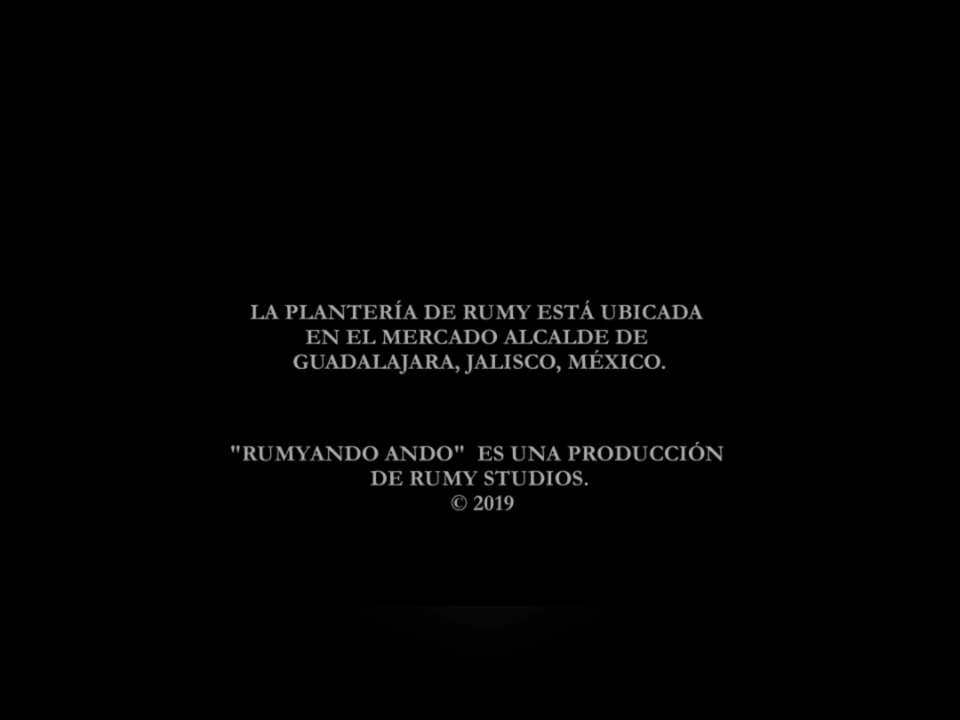 LA PLANTERÍA DE RUMY ESTÁ UBICADA
EN EL MERCADO ALCALDE DE
GUADALAJARA, JALISCO, MÉXICO.
"RUMYANDO ANDO" ES UNA PRODUCCIÓN
DE RUMY STUDIOS.
© 2019